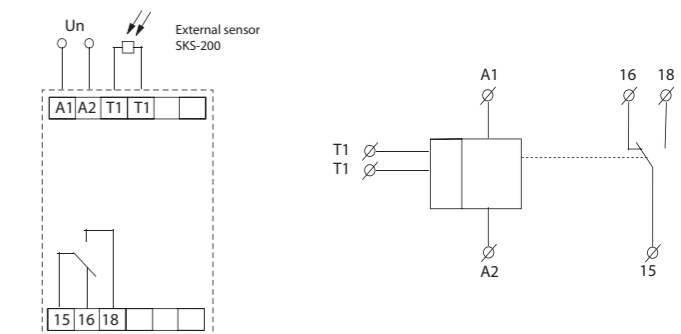 Un
External sensor
SKS-200
A1 A2 T1 T1
15 16 18
A1
16 18
T1
T1
A2
15